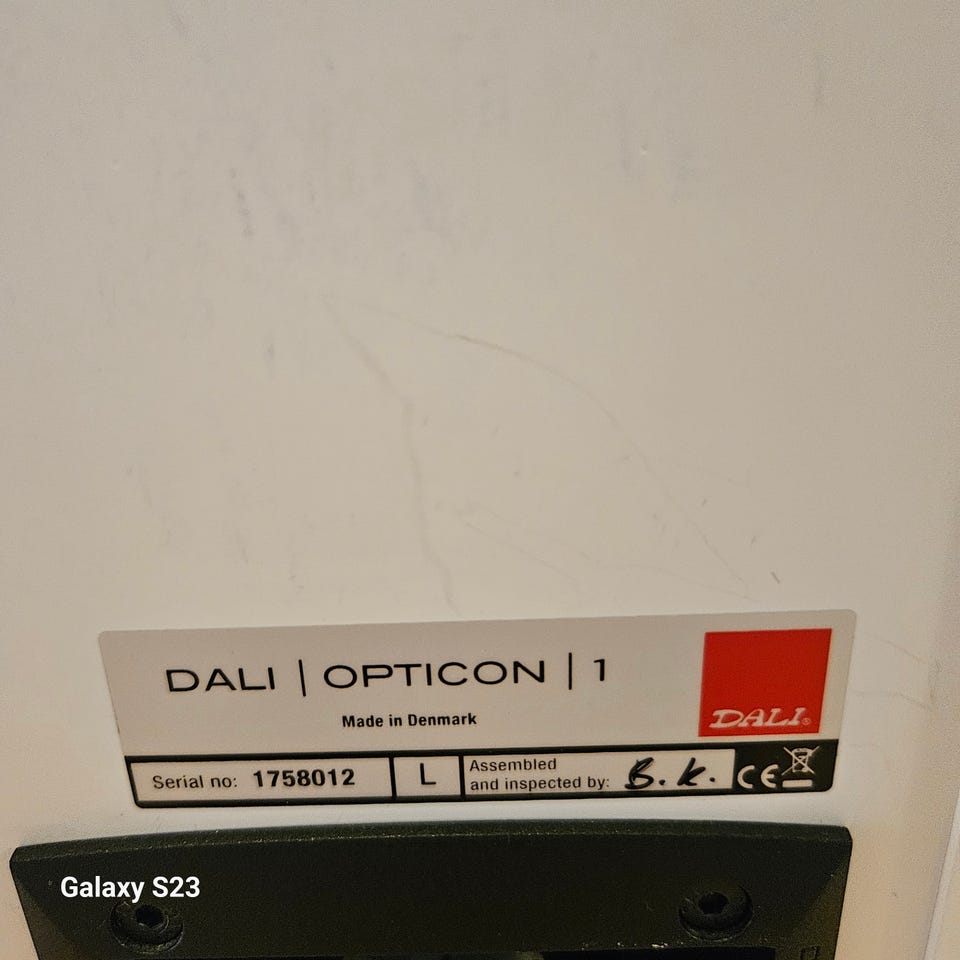 DALI | OPTICON | 1
Made in Denmark
DALI®
Serial no: 1758012
L
Assembled
and inspected by: B.K.
CE
Galaxy S23